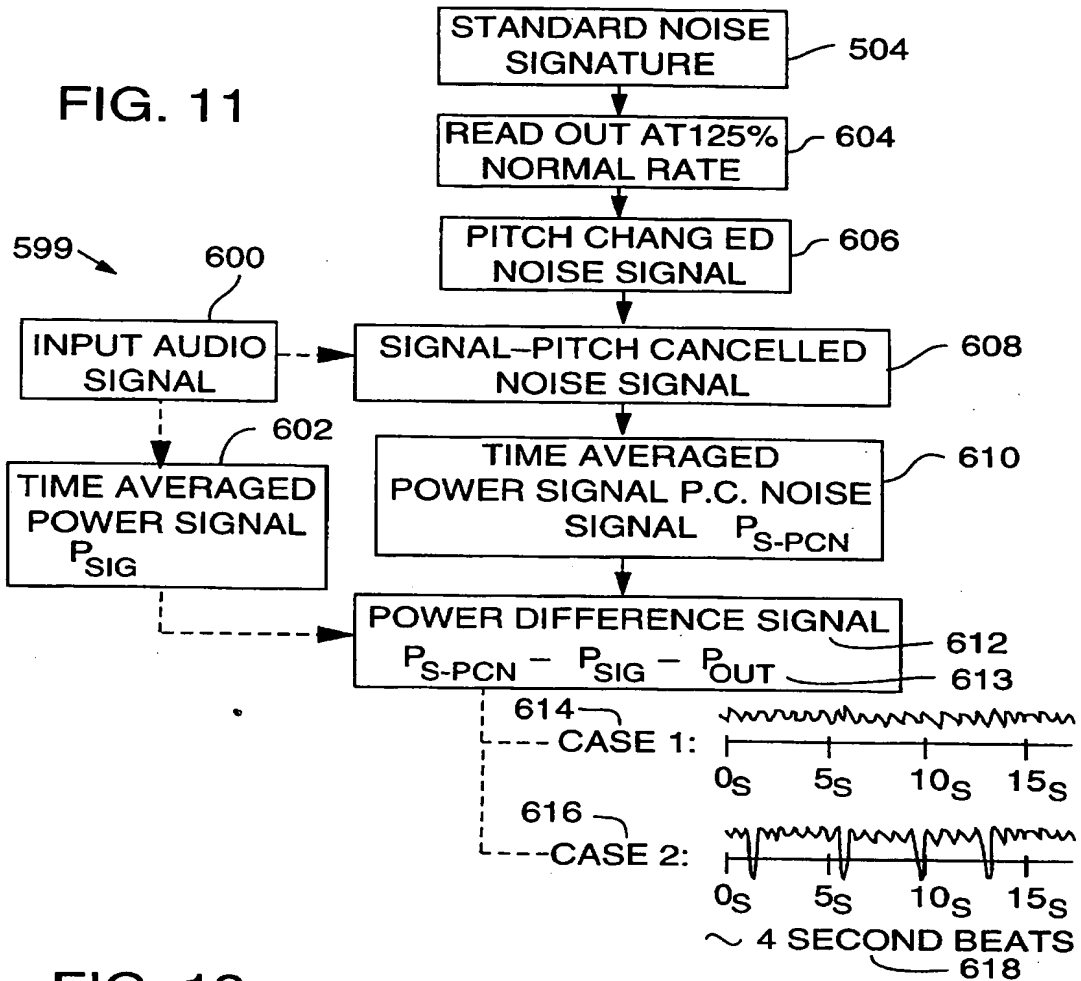 FIG. 11
STANDARD NOISE
SIGNATURE
504
READ OUT AT125%
NORMAL RATE
604
PITCH CHANG ED
NOISE SIGNAL
606
599
600
INPUT AUDIO
SIGNAL
SIGNAL–PITCH CANCELLED
NOISE SIGNAL
608
602
TIME AVERAGED
POWER SIGNAL
PSIG
TIME AVERAGED
POWER SIGNAL P.C. NOISE
SIGNAL PS-PCN
610
POWER DIFFERENCE SIGNAL
612
PS-PCN – PSIG – POUT
613
614
CASE 1:
0S 5S 10S 15S
616
CASE 2:
0S 5S 10S 15S
~ 4 SECOND BEATS
618